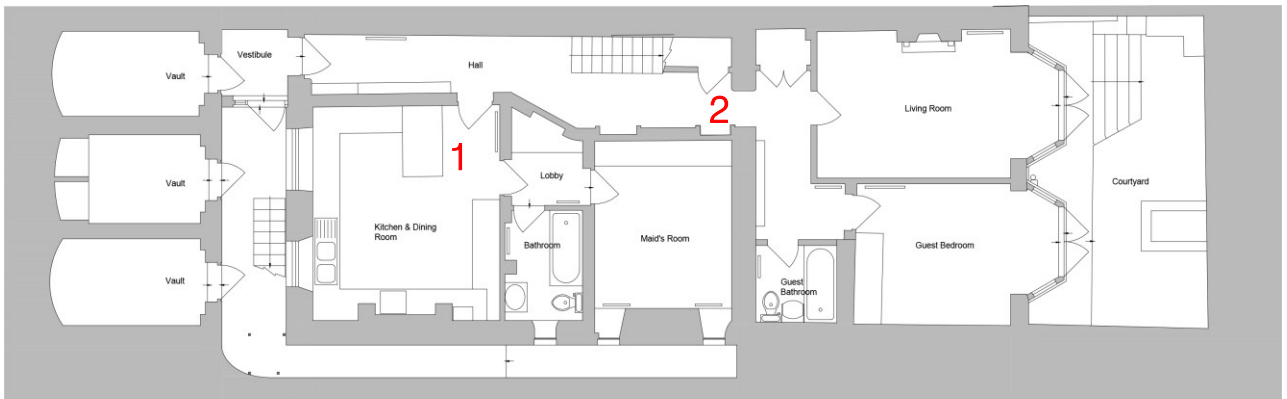 Vestibule
Vault
Hall
1
2
Living Room
Vault
Lobby
Courtyard
Kitchen & Dining
Room
Bathroom
Maid's Room
Guest Bedroom
Vault
Guest
Bathroom